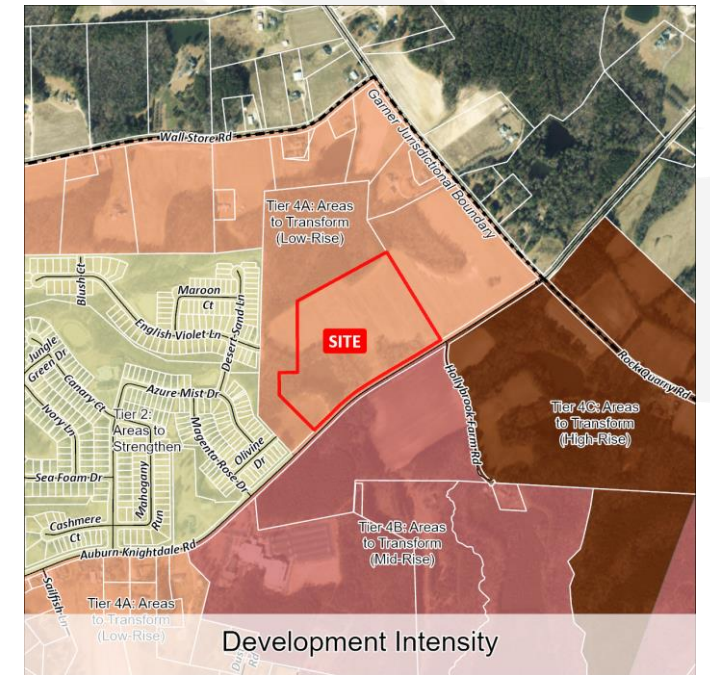 Wall Store Rd
Garner Jurisdictional Boundary
Tier 4A: Areas
to Transform
(Low-Rise)
Blush Ct
Maroon
Ct
English Violet Ln
Desert Sand Ln
SITE
Jungle
Green Dr
Canary Ct
Ivory Ln
Azure Mist Dr
Tier 2:
Areas to
Strengthen
Magenta Rose Dr
Olivine
Dr
Hollybrook Farm Rd
Rock Quarry Rd
Tier 4C: Areas
to Transform
(High-Rise)
Sea Foam Dr
Mahogany
Run
Cashmere
Ct
Auburn Knightdale Rd
Tier 4B: Areas
to Transform
(Mid-Rise)
Sailfish Ln
Tier 4A: Areas
to Transform
(Low-Rise)
Rd
Development Intensity